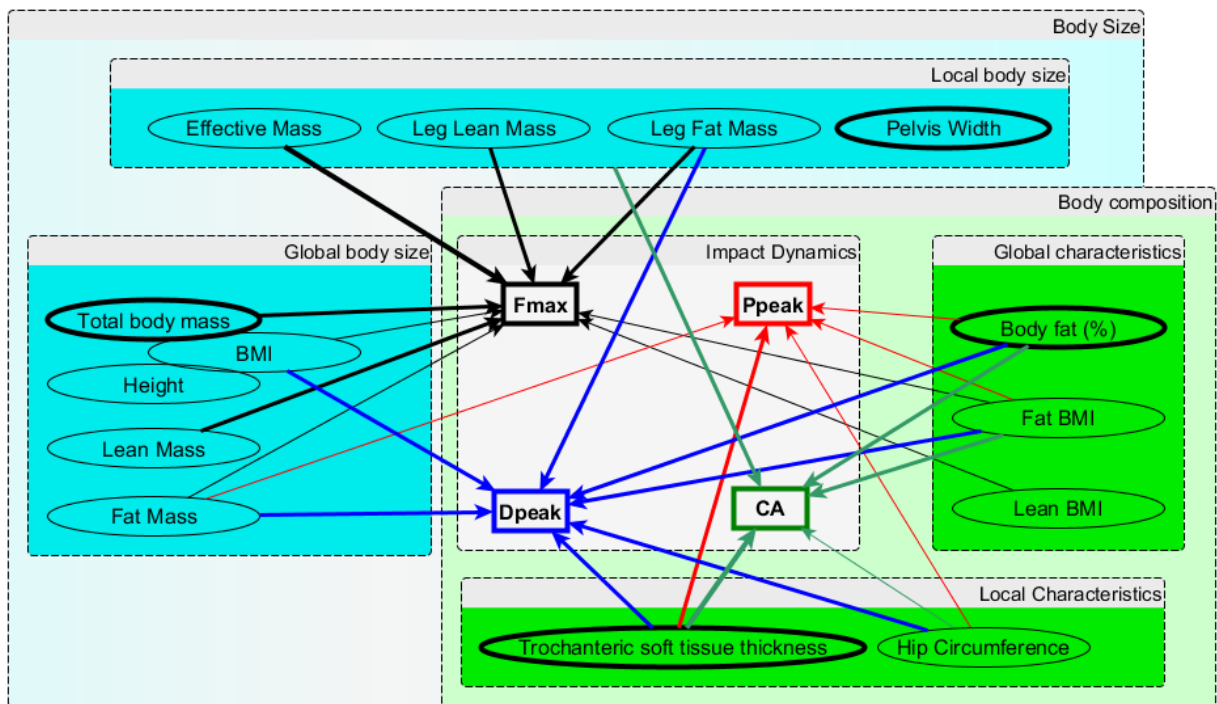 Body Size
Local body size
Effective Mass
Leg Lean Mass
Leg Fat Mass
Pelvis Width
Body composition
Global body size
Impact Dynamics
Global characteristics
Fmax
Ppeak
Total body mass
Body fat (%)
BMI
Height
Fat BMI
Lean Mass
Fat Mass
Dpeak
CA
Lean BMI
Local Characteristics
Trochanteric soft tissue thickness
Hip Circumference